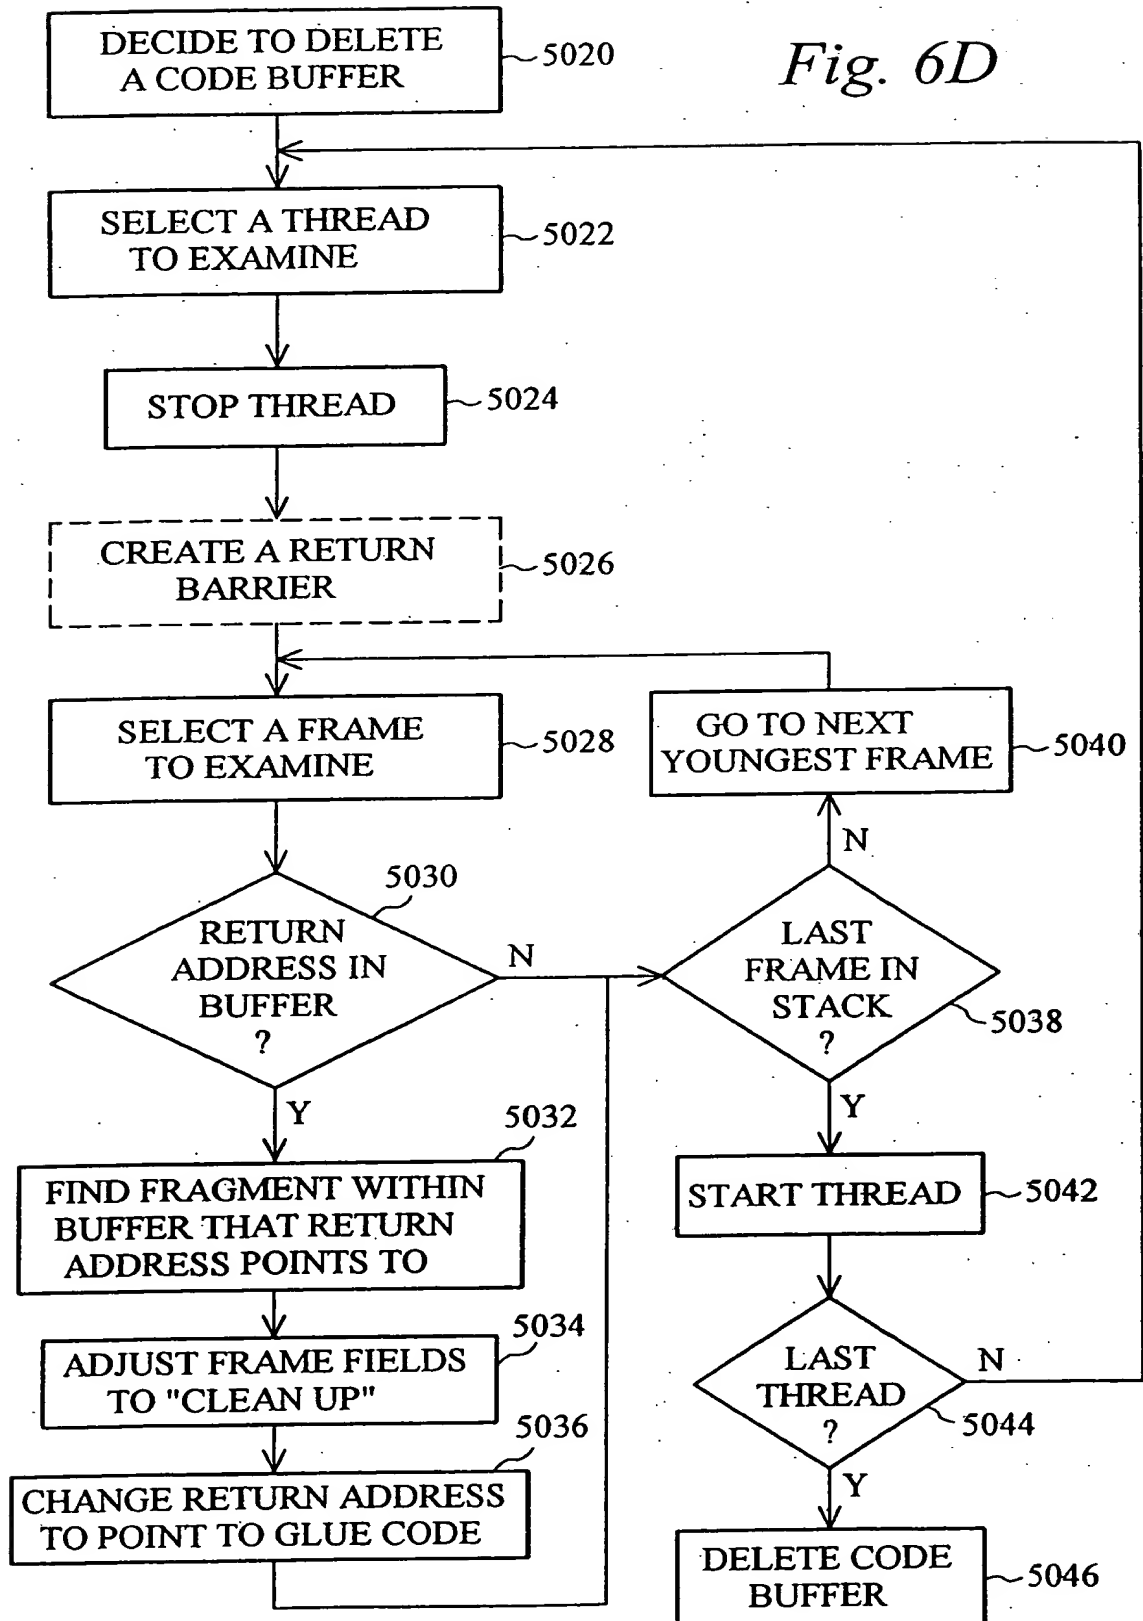 Fig. 6D
DECIDE TO DELETE
A CODE BUFFER
5020
SELECT A THREAD
TO EXAMINE
5022
STOP THREAD
5024
CREATE A RETURN
BARRIER
5026
SELECT A FRAME
TO EXAMINE
5028
GO TO NEXT
YOUNGEST FRAME
5040
N
5030
RETURN
ADDRESS IN
BUFFER
?
N
LAST
FRAME IN
STACK
?
5038
Y
Y
5032
FIND FRAGMENT WITHIN
BUFFER THAT RETURN
ADDRESS POINTS TO
START THREAD
5042
5034
ADJUST FRAME FIELDS
TO "CLEAN UP"
LAST
THREAD
?
N
5044
5036
CHANGE RETURN ADDRESS
TO POINT TO GLUE CODE
Y
DELETE CODE
BUFFER
5046